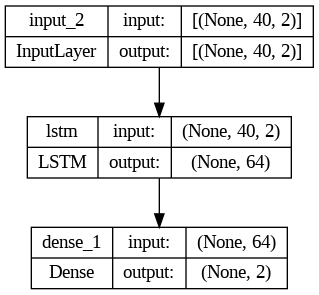 input_2 input: [(None, 40, 2)]
InputLayer output: [(None, 40, 2)]
lstm input: (None, 40, 2)
LSTM output: (None, 64)
dense_1 input: (None, 64)
Dense output: (None, 2)